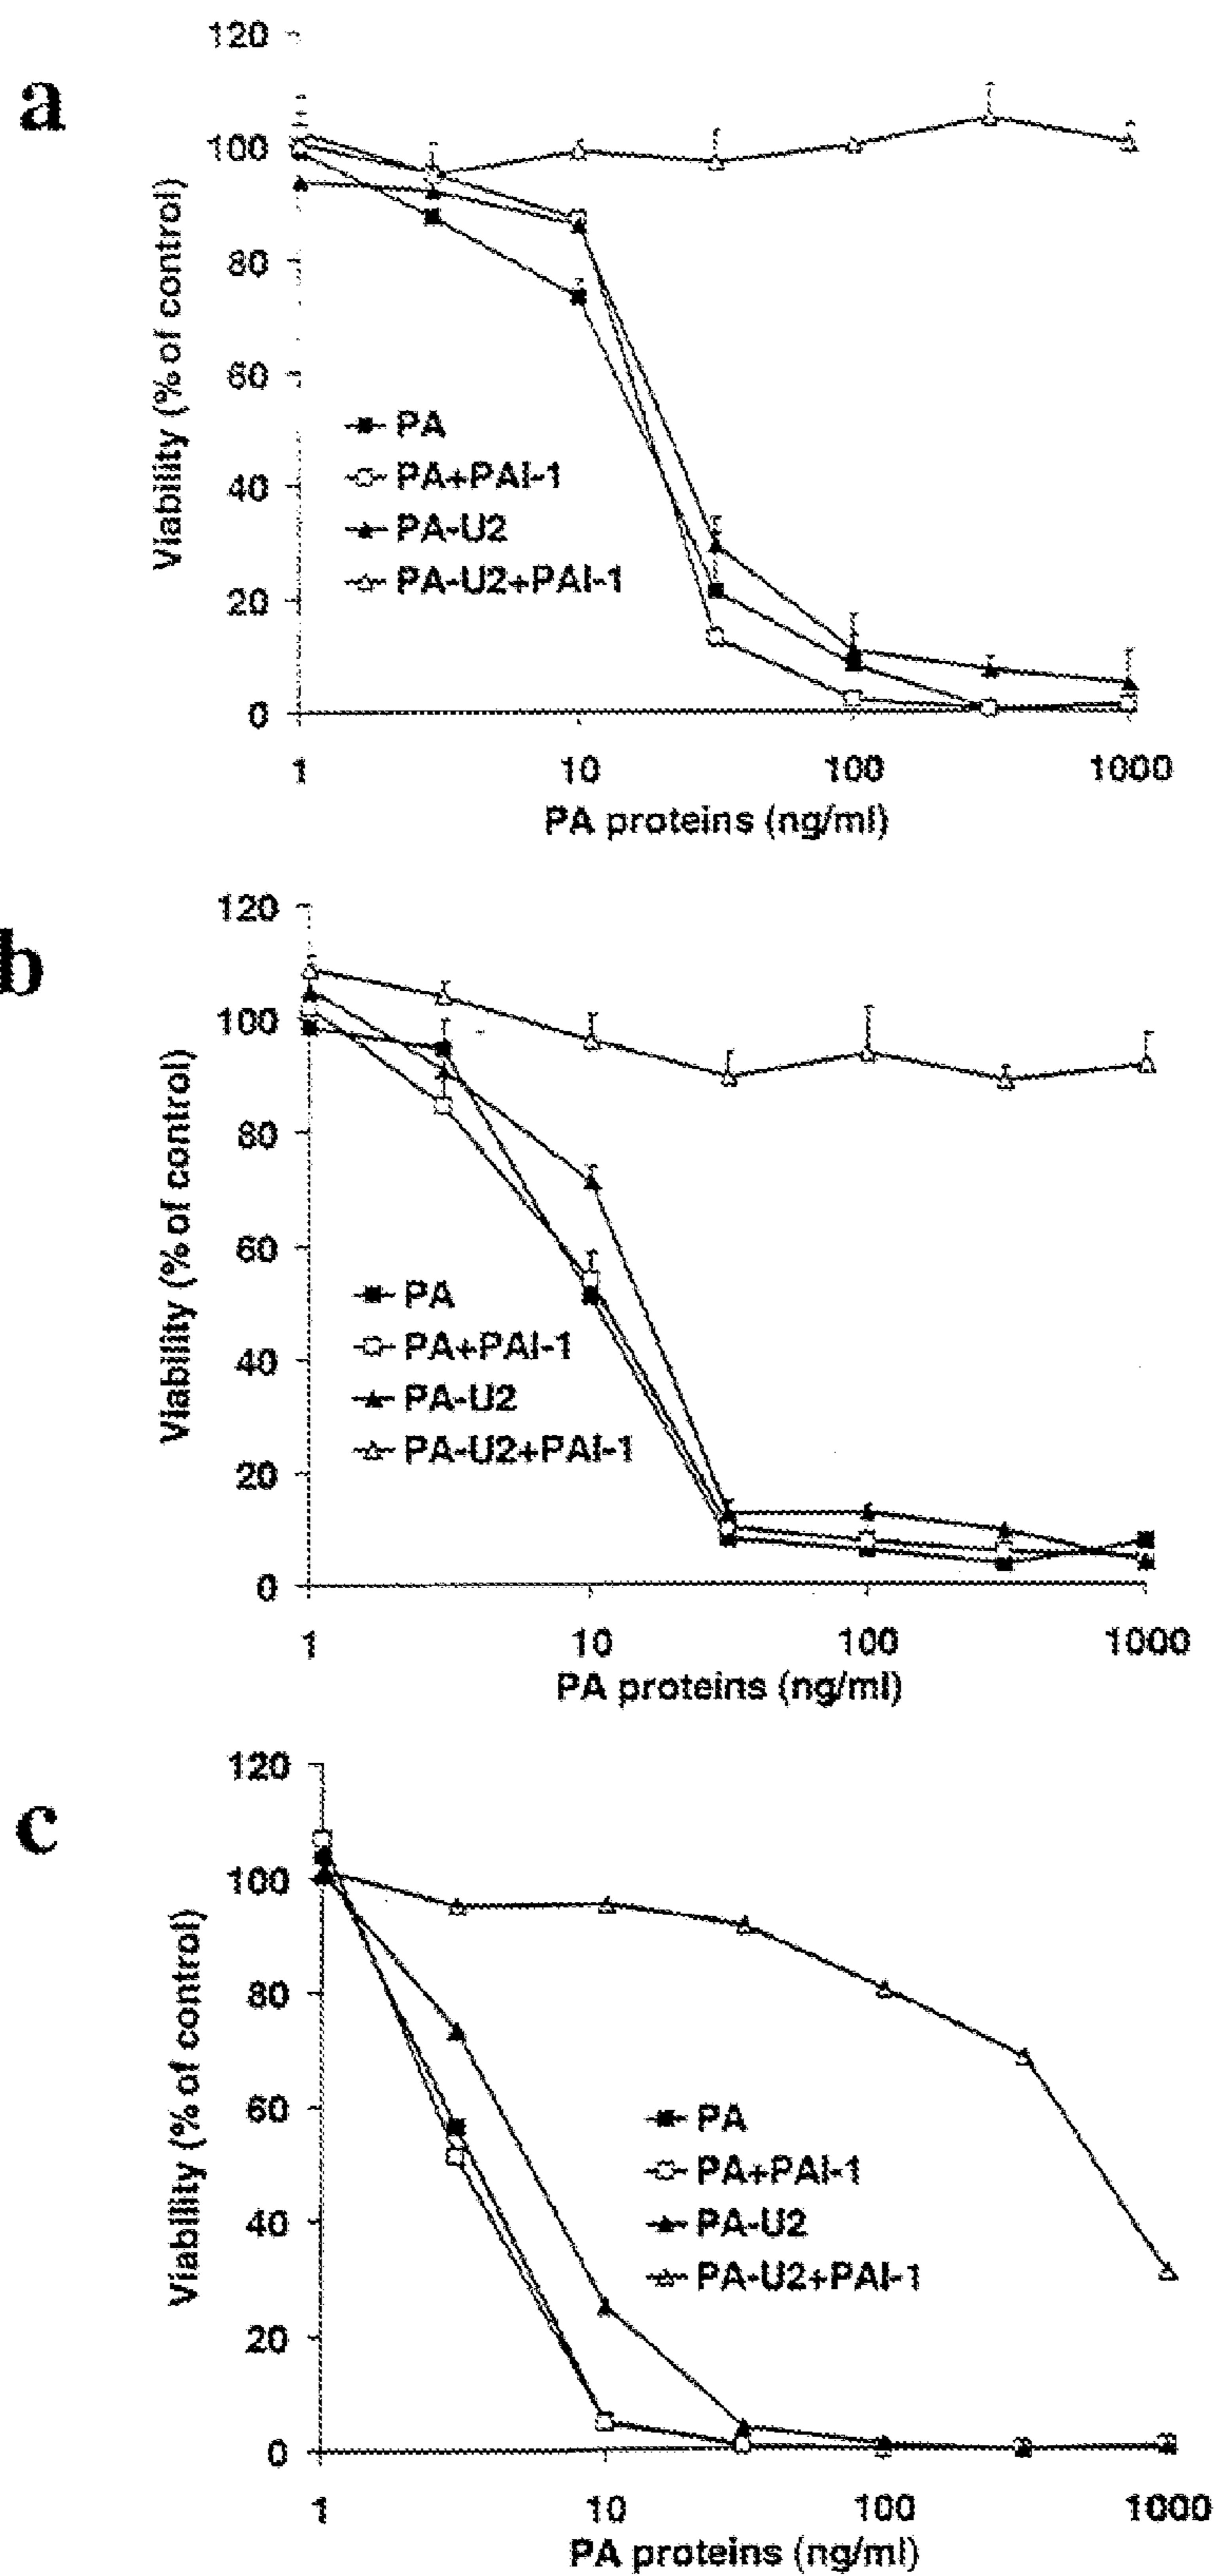 a
120
100
80
60
40
20
0
Viability (% of control)
PA
PA+PAI-1
PA-U2
PA-U2+PAI-1
1 10 100 1000
PA proteins (ng/ml)
b
120
100
80
60
40
20
0
Viability (% of control)
PA
PA+PAI-1
PA-U2
PA-U2+PAI-1
1 10 100 1000
PA proteins (ng/ml)
c
120
100
80
60
40
20
0
Viability (% of control)
PA
PA+PAI-1
PA-U2
PA-U2+PAI-1
1 10 100 1000
PA proteins (ng/ml)